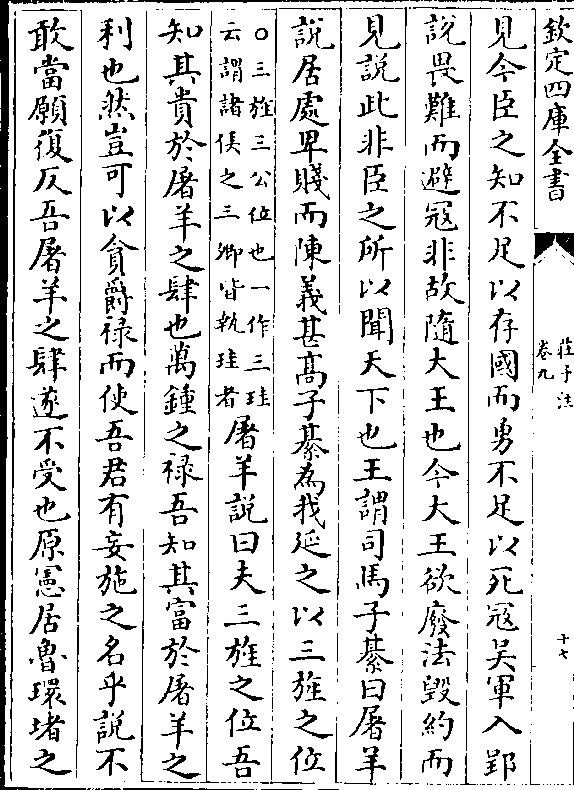 欽定四庫全書
莊子注
卷九
十七
見今臣之知不足以存國而勇不足以死寇吳軍入郢
說畏難而避寇非故隨大王也今大王欲廢法毀約而
見說此非臣之所以聞天下也王謂司馬子綦曰屠羊
說居處卑賤而陳義甚高子綦為我延之以三旌之位
○三旌三公位也一作三珪
云謂諸侯之三卿皆執珪者
屠羊說曰夫三旌之位吾
知其貴於屠羊之肆也萬鍾之祿吾知其富於屠羊之
利也然豈可以貪爵祿而使吾君有妄施之名乎說不
敢當願復反吾屠羊之肆遂不受也原憲居魯環堵之